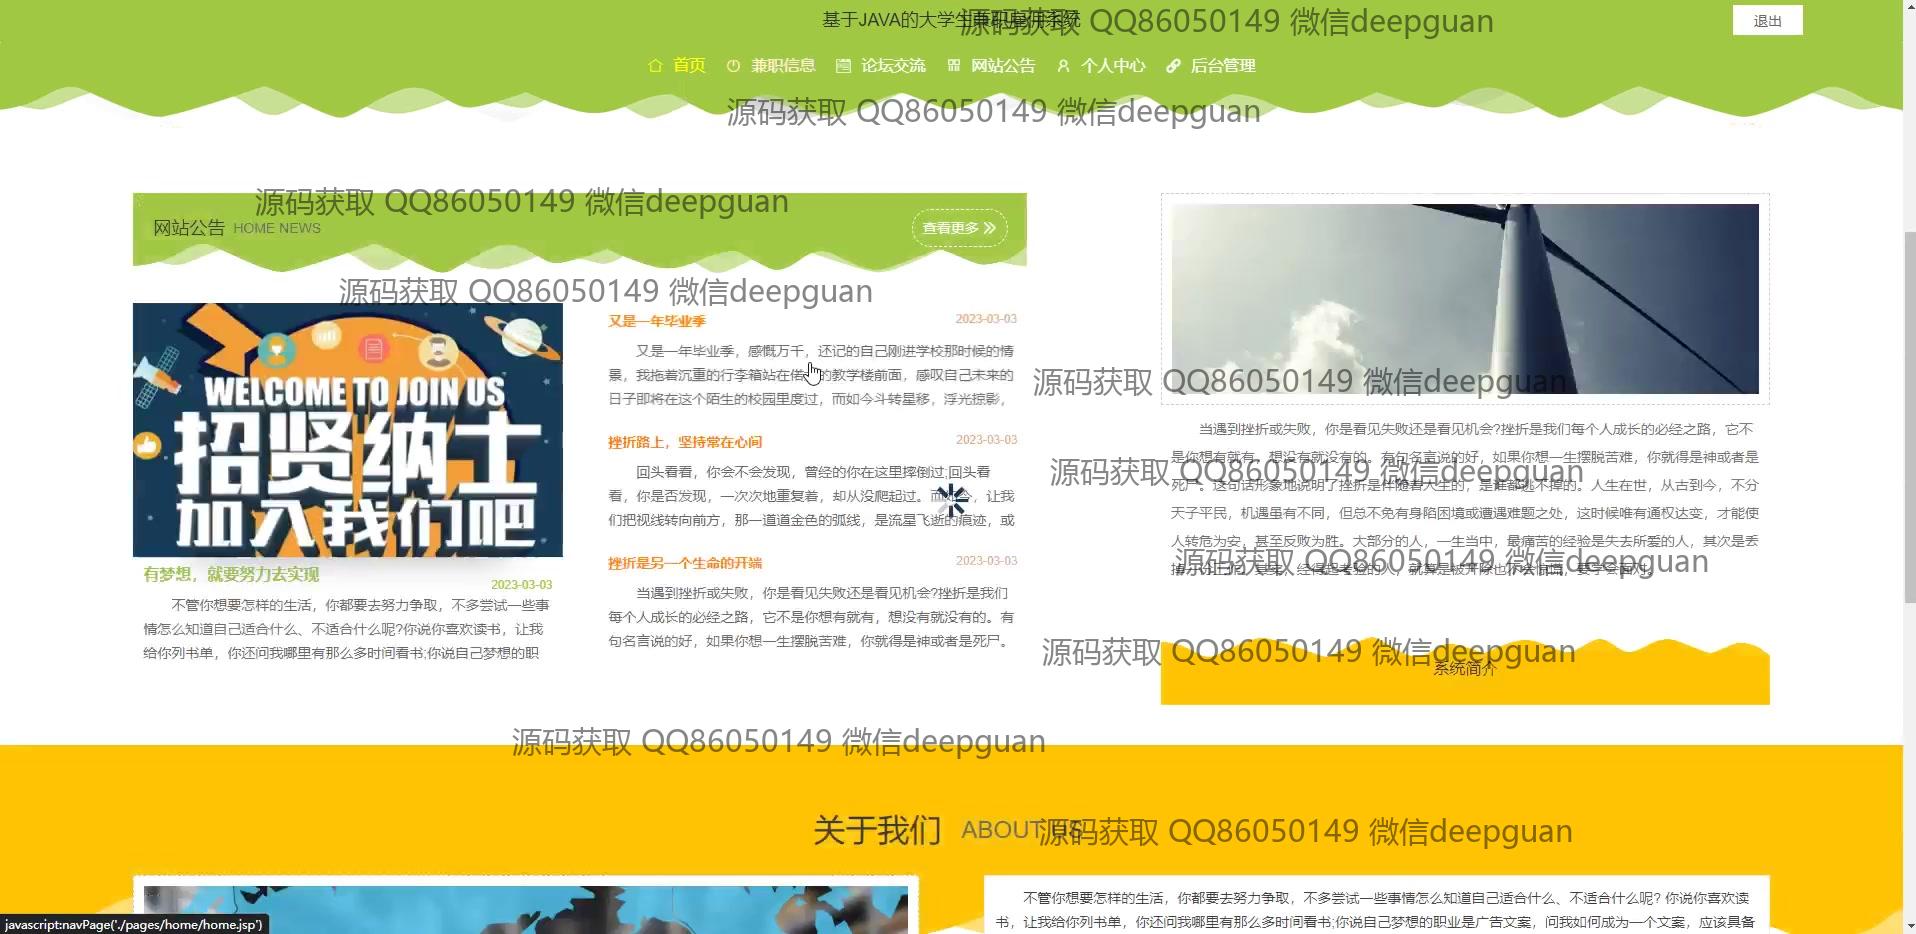 基于JAVA的大学生兼职雇佣系统
源码获取 QQ86050149 微信deepguan
退出
首页 兼职信息 论坛交流 网站公告 个人中心 后台管理
源码获取 QQ86050149 微信deepguan
源码获取 QQ86050149 微信deepguan
网站公告 HOME NEWS
查看更多
源码获取 QQ86050149 微信deepguan
WELCOME TO JOIN US
招贤纳士
加入我们吧
有梦想，就要努力去实现
2023-03-03
不管你想要怎样的生活，你都要去努力争取，不多尝试一些事
情怎么知道自己适合什么、不适合什么呢?你说你喜欢读书，让我
给你列书单，你还问我哪里有那么多时间看书;你说自己梦想的职
又是一年毕业季
2023-03-03
又是一年毕业季，感慨万千，还记的自己刚进学校那时候的情
景，我拖着沉重的行李箱站在偌的教学楼前面，感叹自己未来的
日子即将在这个陌生的校园里度过，而如今斗转星移，浮光掠影，
挫折路上，坚持常在心间
2023-03-03
回头看看，你会不会发现，曾经的你在这里摔倒过;回头看
看，你是否发现，一次次地重复着，却从没爬起过。而如今，让我
们把视线转向前方，那一道道金色的弧线，是流星飞逝的痕迹，或
挫折是另一个生命的开端
2023-03-03
当遇到挫折或失败，你是看见失败还是看见机会?挫折是我们
每个人成长的必经之路，它不是你想有就有，想没有就没有的。有
句名言说的好，如果你想一生摆脱苦难，你就得是神或者是死尸。
源码获取 QQ86050149 微信deepguan
当遇到挫折或失败，你是看见失败还是看见机会?挫折是我们每个人成长的必经之路，它不
是你想有就有，想没有就没有的。有句名言说的好，如果你想一生摆脱苦难，你就得是神或者是
源码获取 QQ86050149 微信deepguan
死尸。这句话形象地说明了挫折是伴随着人生的，是谁都逃不掉的。人生在世，从古到今，不分
天子平民，机遇虽有不同，但总不免有身陷困境或遭遇难题之处，这时候唯有通权达变，才能使
人转危为安，甚至反败为胜。大部分的人，一生当中，最痛苦的经验是失去所爱的人，其次是丢
源码获取 QQ86050149 微信deepguan
源码获取 QQ86050149 微信deepguan
系统简介
源码获取 QQ86050149 微信deepguan
关于我们 ABOUT US
源码获取 QQ86050149 微信deepguan
不管你想要怎样的生活，你都要去努力争取，不多尝试一些事情怎么知道自己适合什么、不适合什么呢? 你说你喜欢读
书，让我给你列书单，你还问我哪里有那么多时间看书;你说自己梦想的职业是广告文案，问我如何成为一个文案，应该具备
javascript:navPage('./pages/home/home.jsp')